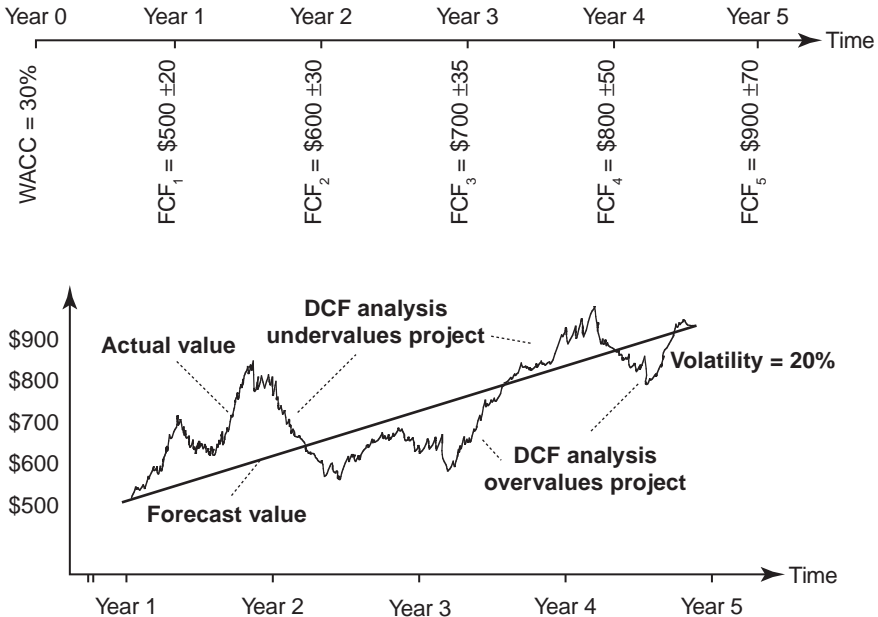 Year 0 Year 1 Year 2 Year 3 Year 4 Year 5
Time
WACC = 30%
FCF₁ = $500 ±20
FCF₂ = $600 ±30
FCF₃ = $700 ±35
FCF₄ = $800 ±50
FCF₅ = $900 ±70
$900
$800
$700
$600
$500
Actual value
DCF analysis
undervalues project
Volatility = 20%
DCF analysis
overvalues project
Forecast value
Time
Year 1 Year 2 Year 3 Year 4 Year 5